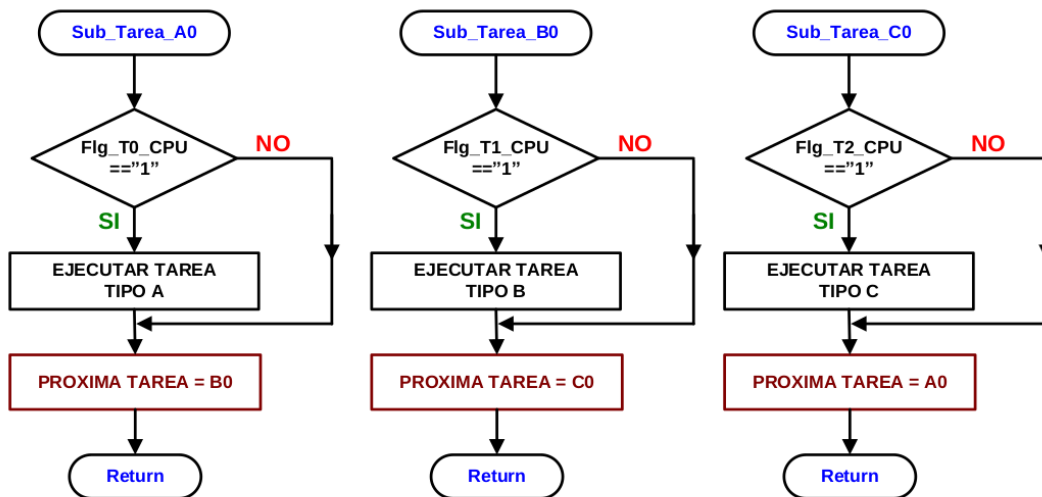 Sub_Tarea_A0
Flg_T0_CPU
==”1”
NO
SI
EJECUTAR TAREA
TIPO A
PROXIMA TAREA = B0
Return
Sub_Tarea_B0
Flg_T1_CPU
==”1”
NO
SI
EJECUTAR TAREA
TIPO B
PROXIMA TAREA = C0
Return
Sub_Tarea_C0
Flg_T2_CPU
==”1”
NO
SI
EJECUTAR TAREA
TIPO C
PROXIMA TAREA = A0
Return